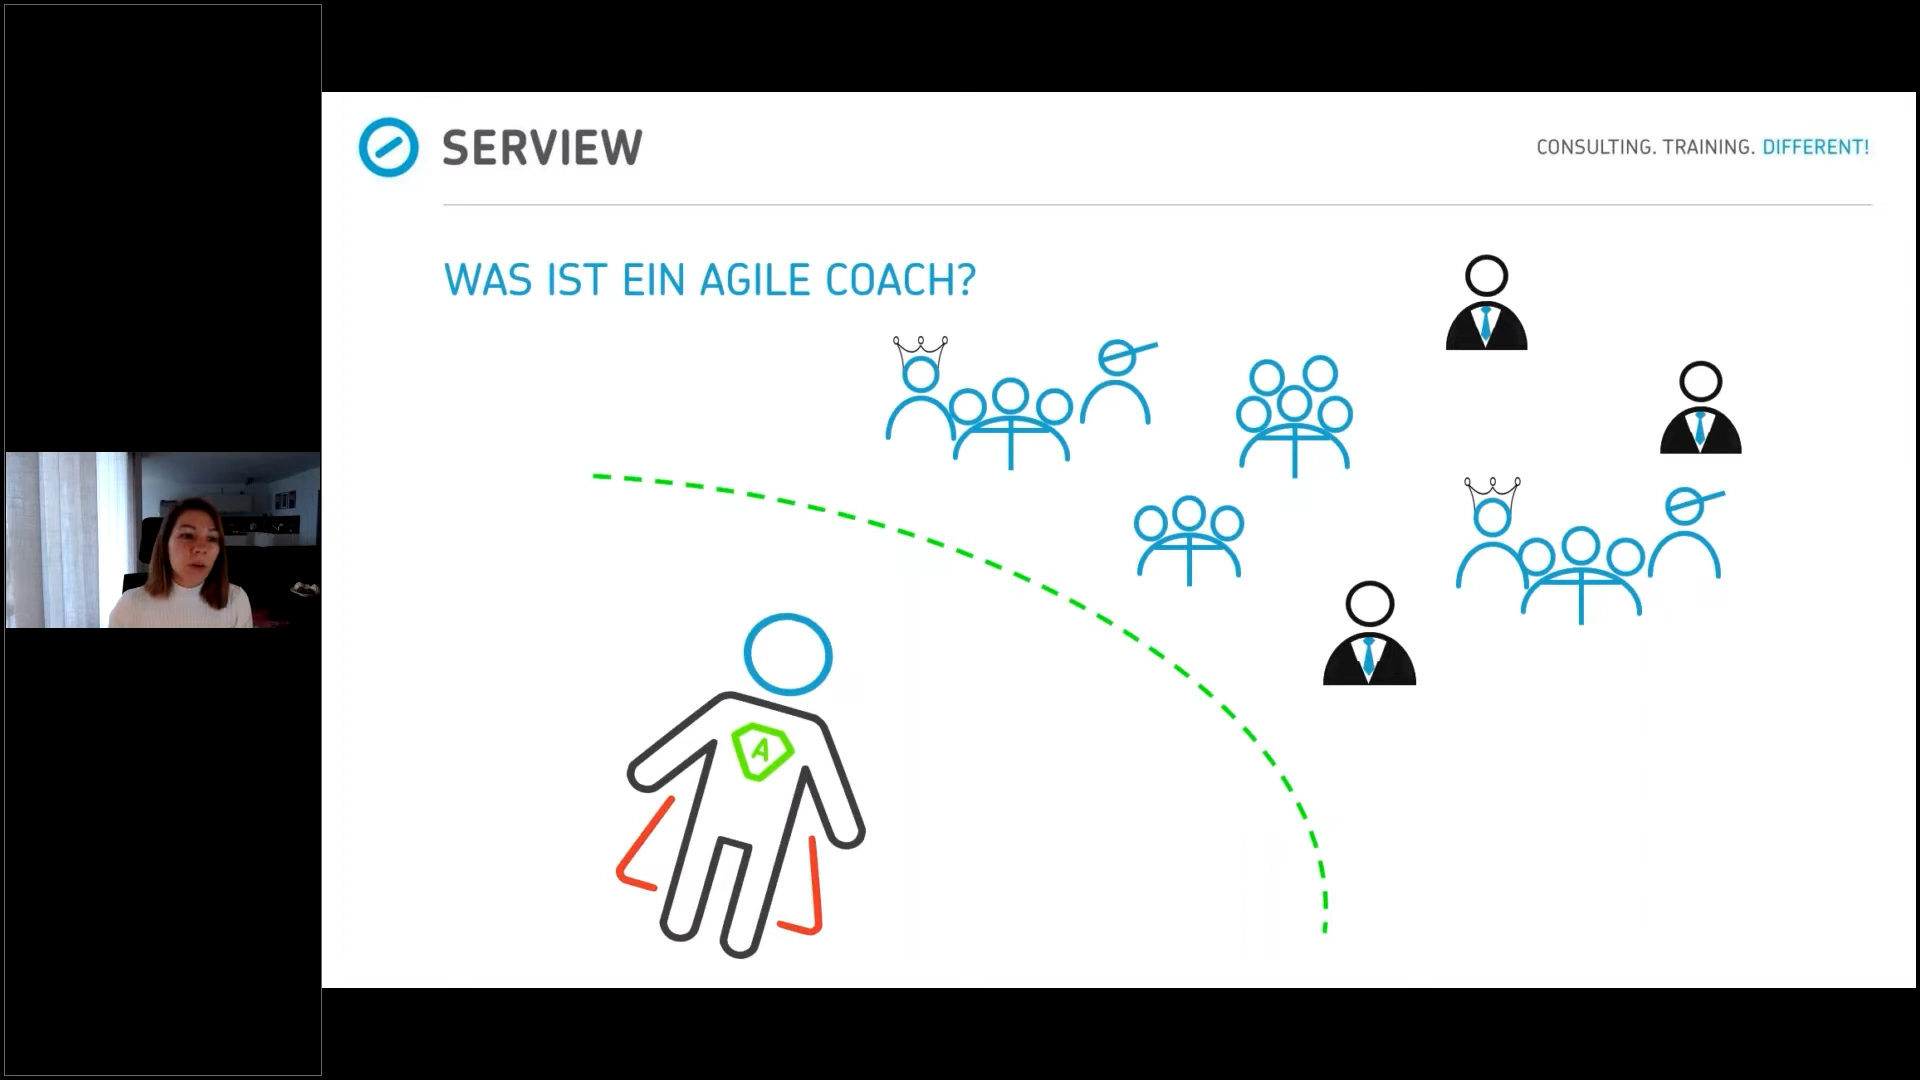 SERVIEW
CONSULTING. TRAINING. DIFFERENT!
WAS IST EIN AGILE COACH?
A